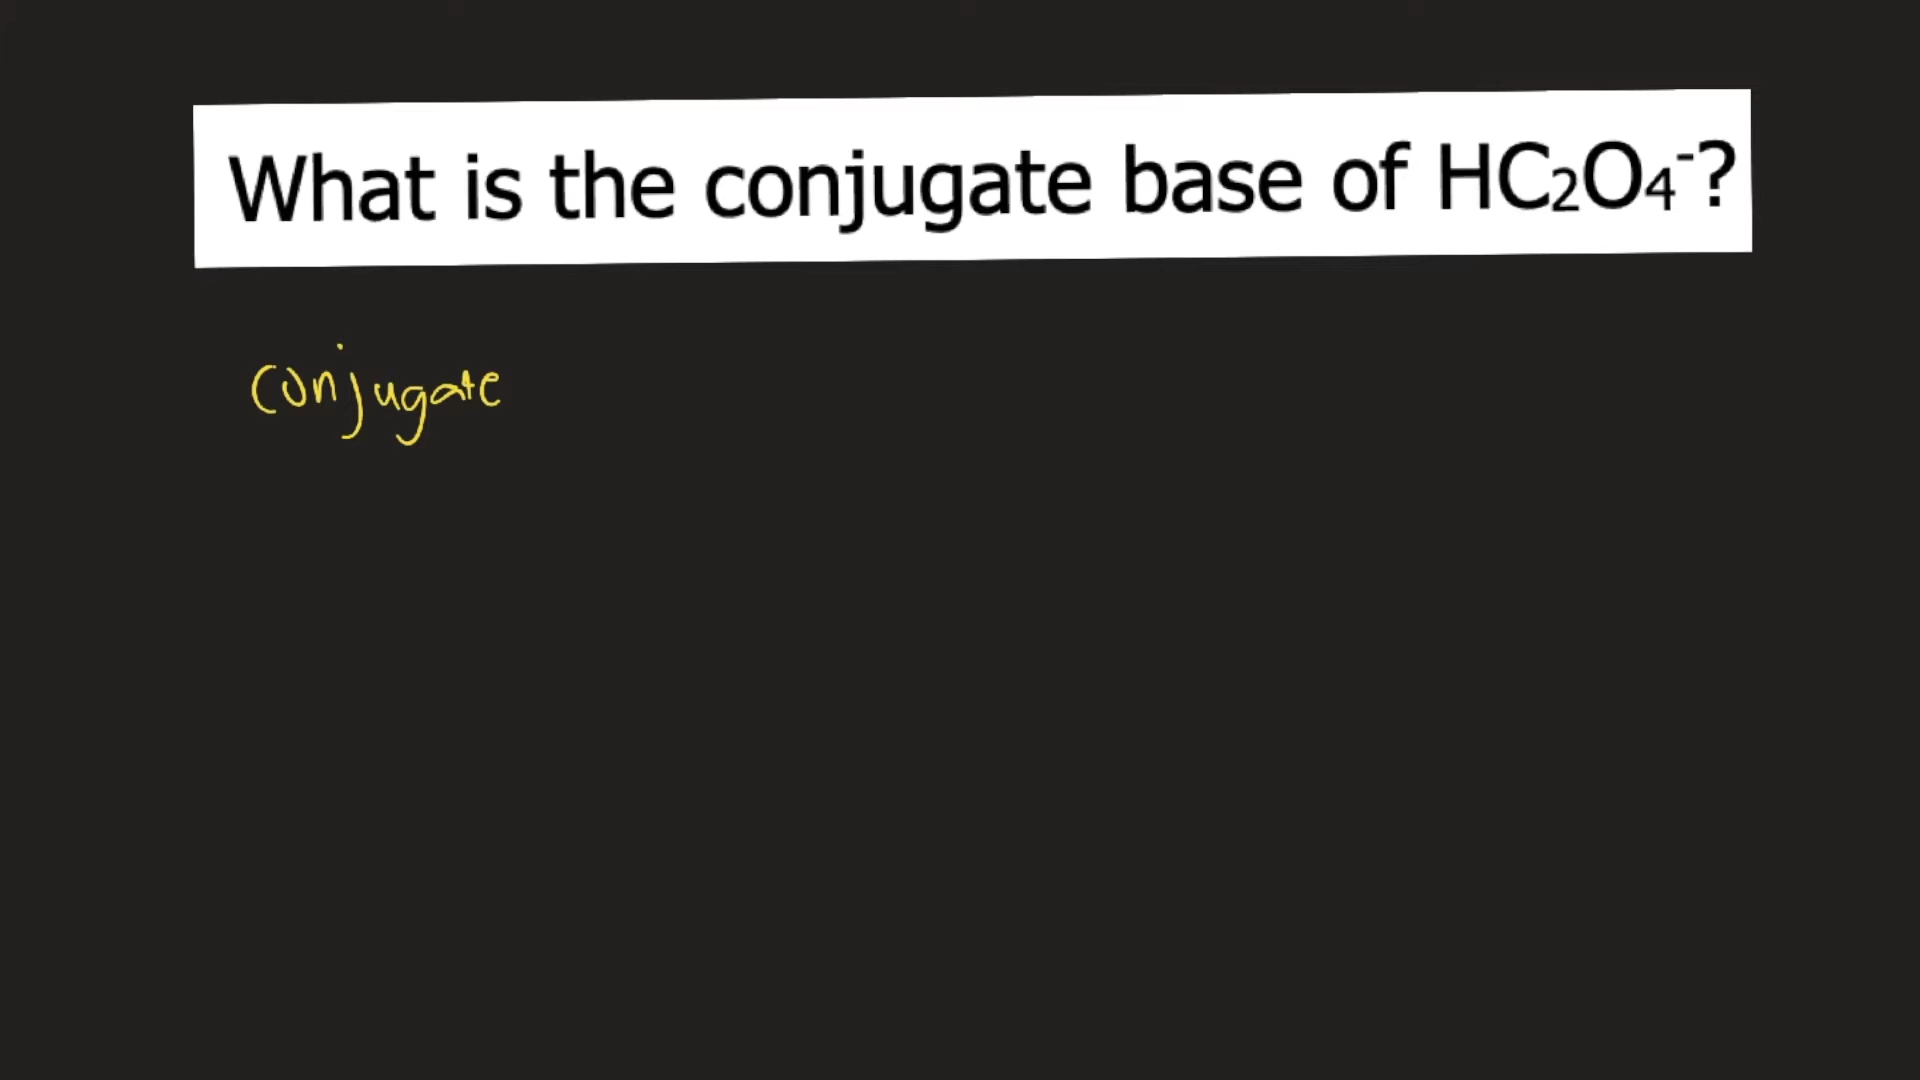 What is the conjugate base of HC₂O₄⁻?
conjugate